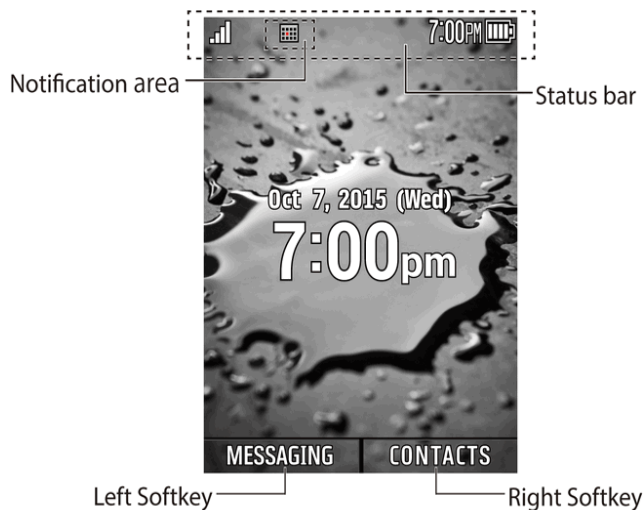 7:00PM
Notification area
Status bar
Oct 7, 2015 (Wed)
7:00pm
MESSAGING
CONTACTS
Left Softkey
Right Softkey